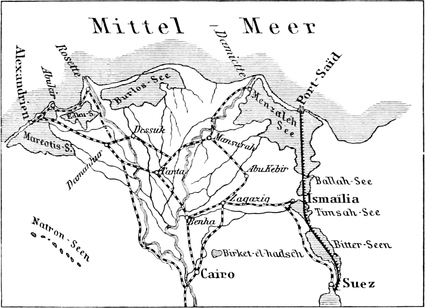 Mittel Meer
Alexandrien
Abukir
Rosette
Damiette
Port-Saïd
Burlos-See
Menzaleh
See
Mareotis-S.
Damanhur
Dessuk
Mansurah
Tanta
Abu Kebir
Ballah-See
Zagazig
Ismaïlia
Timsah-See
Benha
Natron-Seen
Bitter-Seen
Birket-el-hadsch
Cairo
Suez